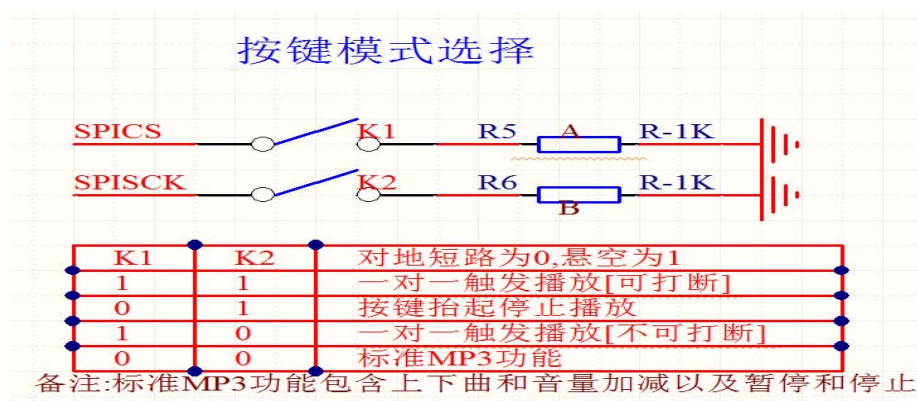 按键模式选择
SPICS K1 R5 A R-1K
SPISCK K2 R6 B R-1K
K1 K2 对地短路为0,悬空为1
1 1 一对一触发播放[可打断]
0 1 按键抬起停止播放
1 0 一对一触发播放[不可打断]
0 0 标准MP3功能
备注:标准MP3功能包含上下曲和音量加减以及暂停和停止